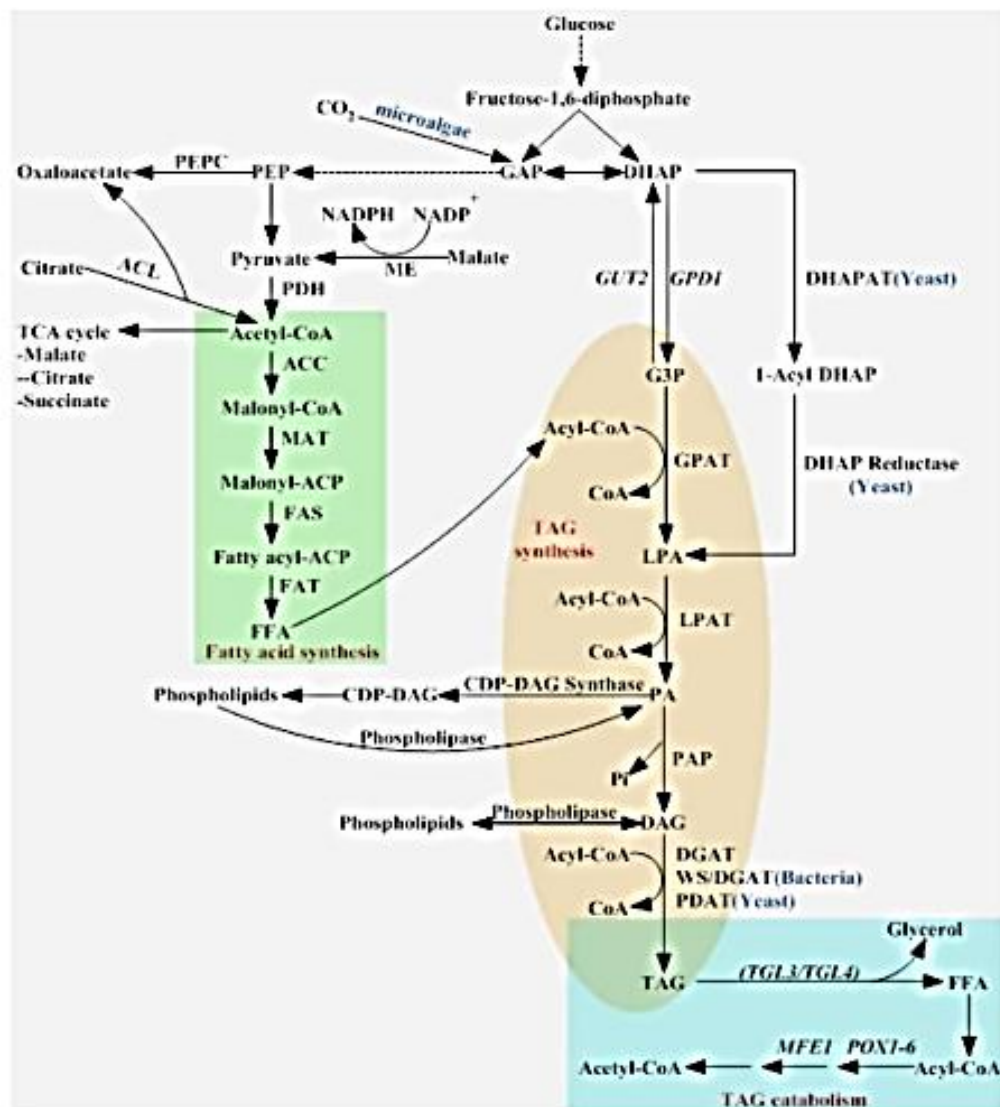 Glucose
Fructose-1,6-diphosphate
CO2 microalgae
Oxaloacetate PEPC PEP GAP DHAP
NADPH NADP+
Citrate ACL Pyruvate ME Malate
PDH GUT2 GPD1 DHAPAT(Yeast)
TCA cycle Acetyl-CoA
-Malate ACC
--Citrate G3P 1-Acyl DHAP
-Succinate Malonyl-CoA
MAT Acyl-CoA GPAT
DHAP Reductase
(Yeast)
Malonyl-ACP CoA
FAS TAG
synthesis
Fatty acyl-ACP LPA
FAT Acyl-CoA LPAT
FFA CoA
Fatty acid synthesis
Phospholipids CDP-DAG CDP-DAG Synthase PA
Phospholipase
Pi PAP
Phospholipids Phospholipase DAG
Acyl-CoA DGAT
WS/DGAT(Bacteria)
CoA PDAT(Yeast)
Glycerol
TAG (TGL3/TGL4) FFA
Acetyl-CoA MFE1 POX1-6 Acyl-CoA
TAG catabolism